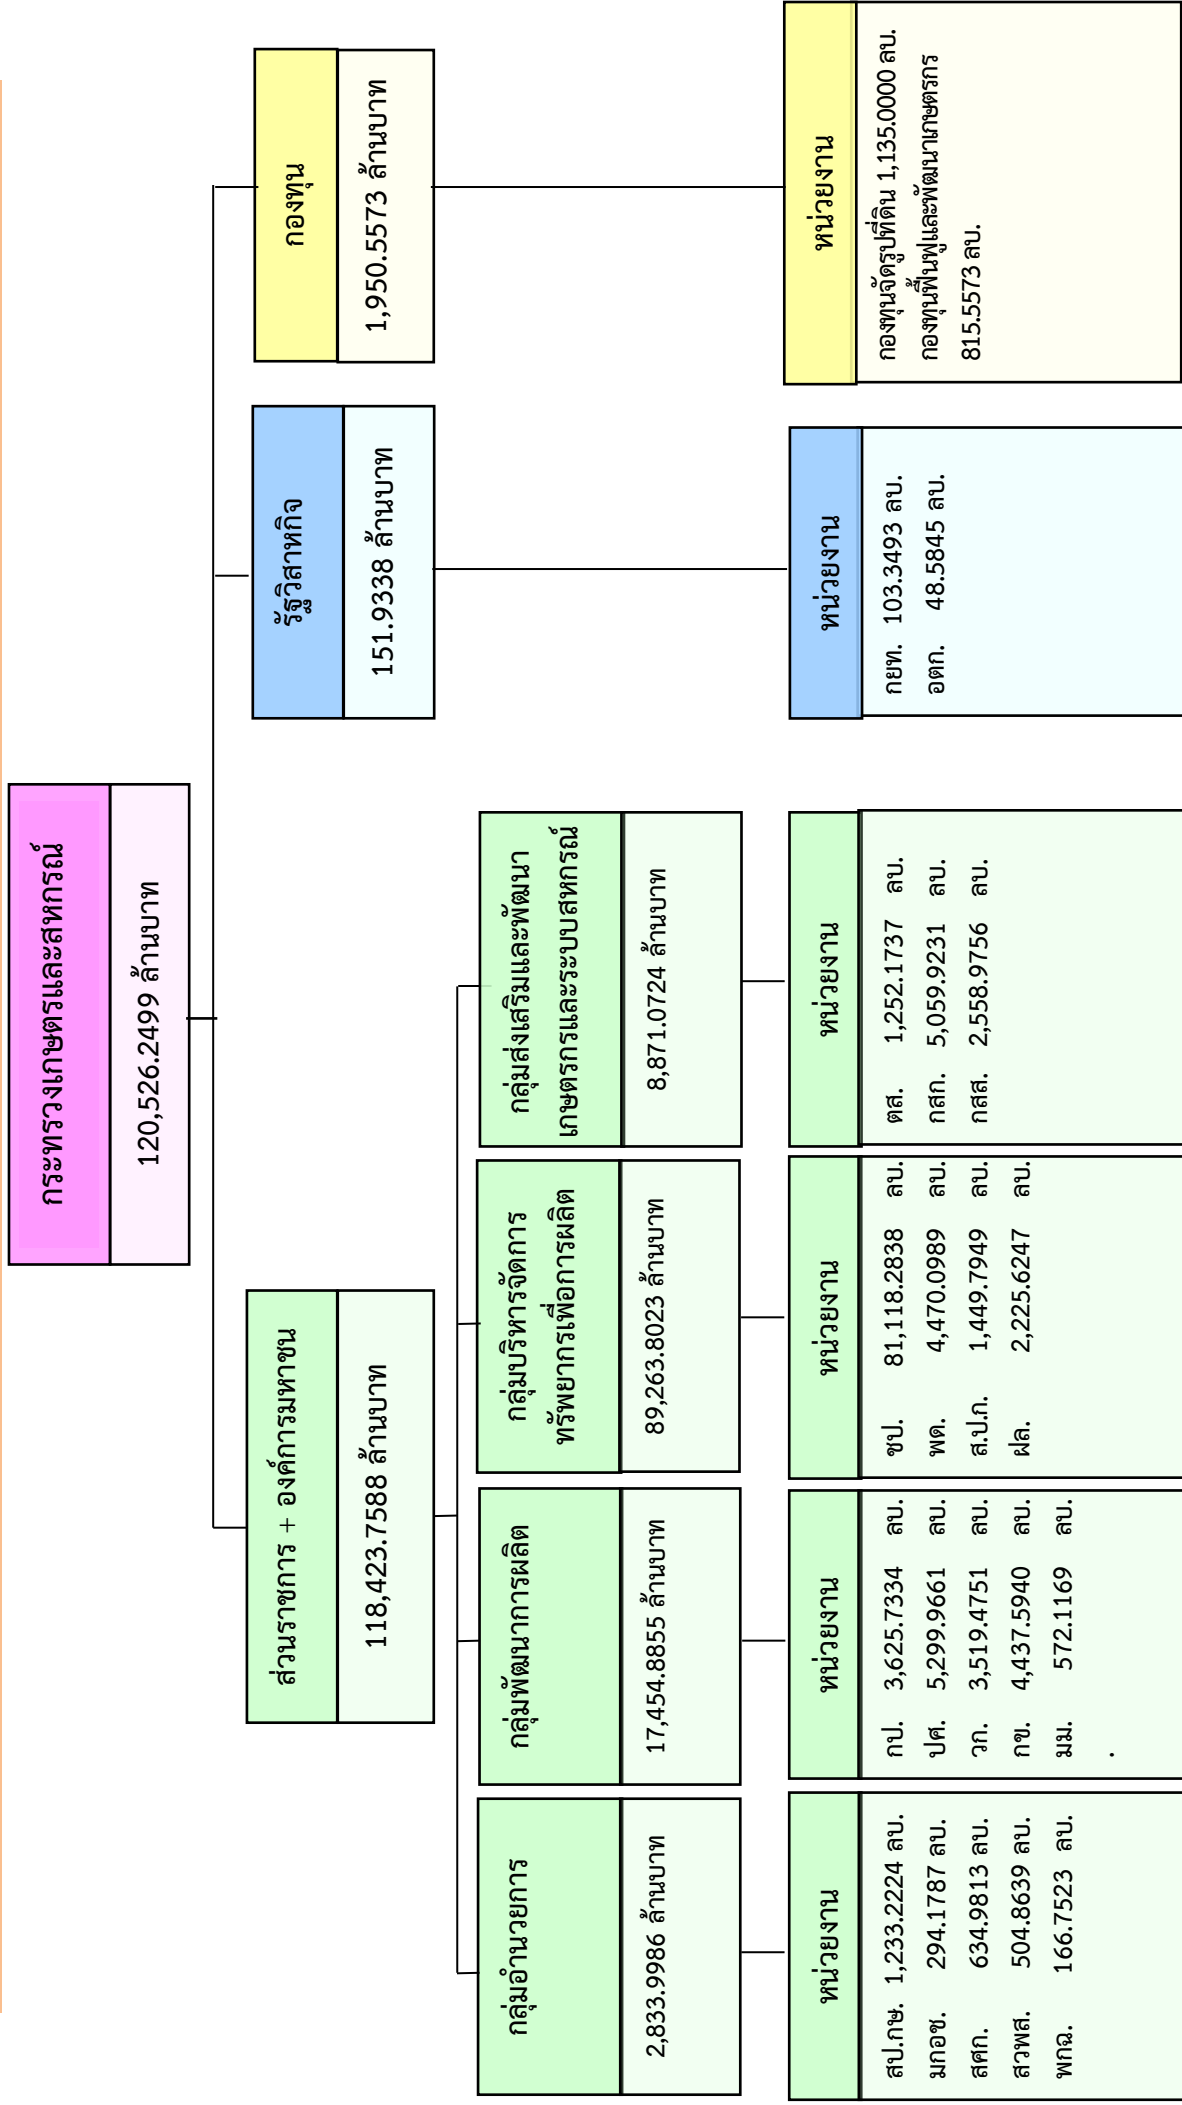 กระทรวงเกษตรและสหกรณ์
120,526.2499 ล้านบาท
ส่วนราชการ + องค์การมหาชน
118,423.7588 ล้านบาท
รัฐวิสาหกิจ
151.9338 ล้านบาท
กองทุน
1,950.5573 ล้านบาท
กลุ่มอำนวยการ
2,833.9986 ล้านบาท
กลุ่มพัฒนาการผลิต
17,454.8855 ล้านบาท
กลุ่มบริหารจัดการ
ทรัพยากรเพื่อการผลิต
89,263.8023 ล้านบาท
กลุ่มส่งเสริมและพัฒนา
เกษตรกรและระบบสหกรณ์
8,871.0724 ล้านบาท
หน่วยงาน
สป.กษ. 1,233.2224 ลบ.
มกอช. 294.1787 ลบ.
สศก. 634.9813 ลบ.
สวพส. 504.8639 ลบ.
พกฉ. 166.7523 ลบ.
หน่วยงาน
กป. 3,625.7334 ลบ.
ปศ. 5,299.9661 ลบ.
วก. 3,519.4751 ลบ.
กข. 4,437.5940 ลบ.
มม. 572.1169 ลบ.
.
หน่วยงาน
ชป. 81,118.2838 ลบ.
พด. 4,470.0989 ลบ.
ส.ป.ก. 1,449.7949 ลบ.
ฝล. 2,225.6247 ลบ.
หน่วยงาน
ตส. 1,252.1737 ลบ.
กสก. 5,059.9231 ลบ.
กสส. 2,558.9756 ลบ.
หน่วยงาน
กยท. 103.3493 ลบ.
อตก. 48.5845 ลบ.
หน่วยงาน
กองทุนจัดรูปที่ดิน 1,135.0000 ลบ.
กองทุนฟื้นฟูและพัฒนาเกษตรกร
815.5573 ลบ.